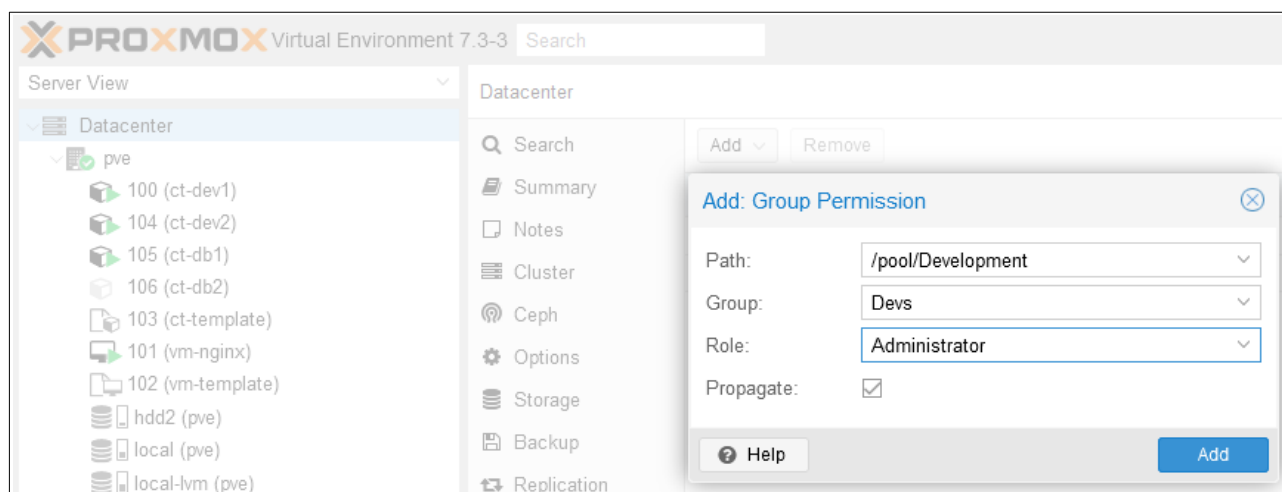 PROXMOX Virtual Environment 7.3-3 Search
Server View
Datacenter
pve
100 (ct-dev1)
104 (ct-dev2)
105 (ct-db1)
106 (ct-db2)
103 (ct-template)
101 (vm-nginx)
102 (vm-template)
hdd2 (pve)
local (pve)
local-lvm (pve)
Datacenter
Search
Summary
Notes
Cluster
Ceph
Options
Storage
Backup
Replication
Add Remove
Add: Group Permission
Path: /pool/Development
Group: Devs
Role: Administrator
Propagate:
Help Add